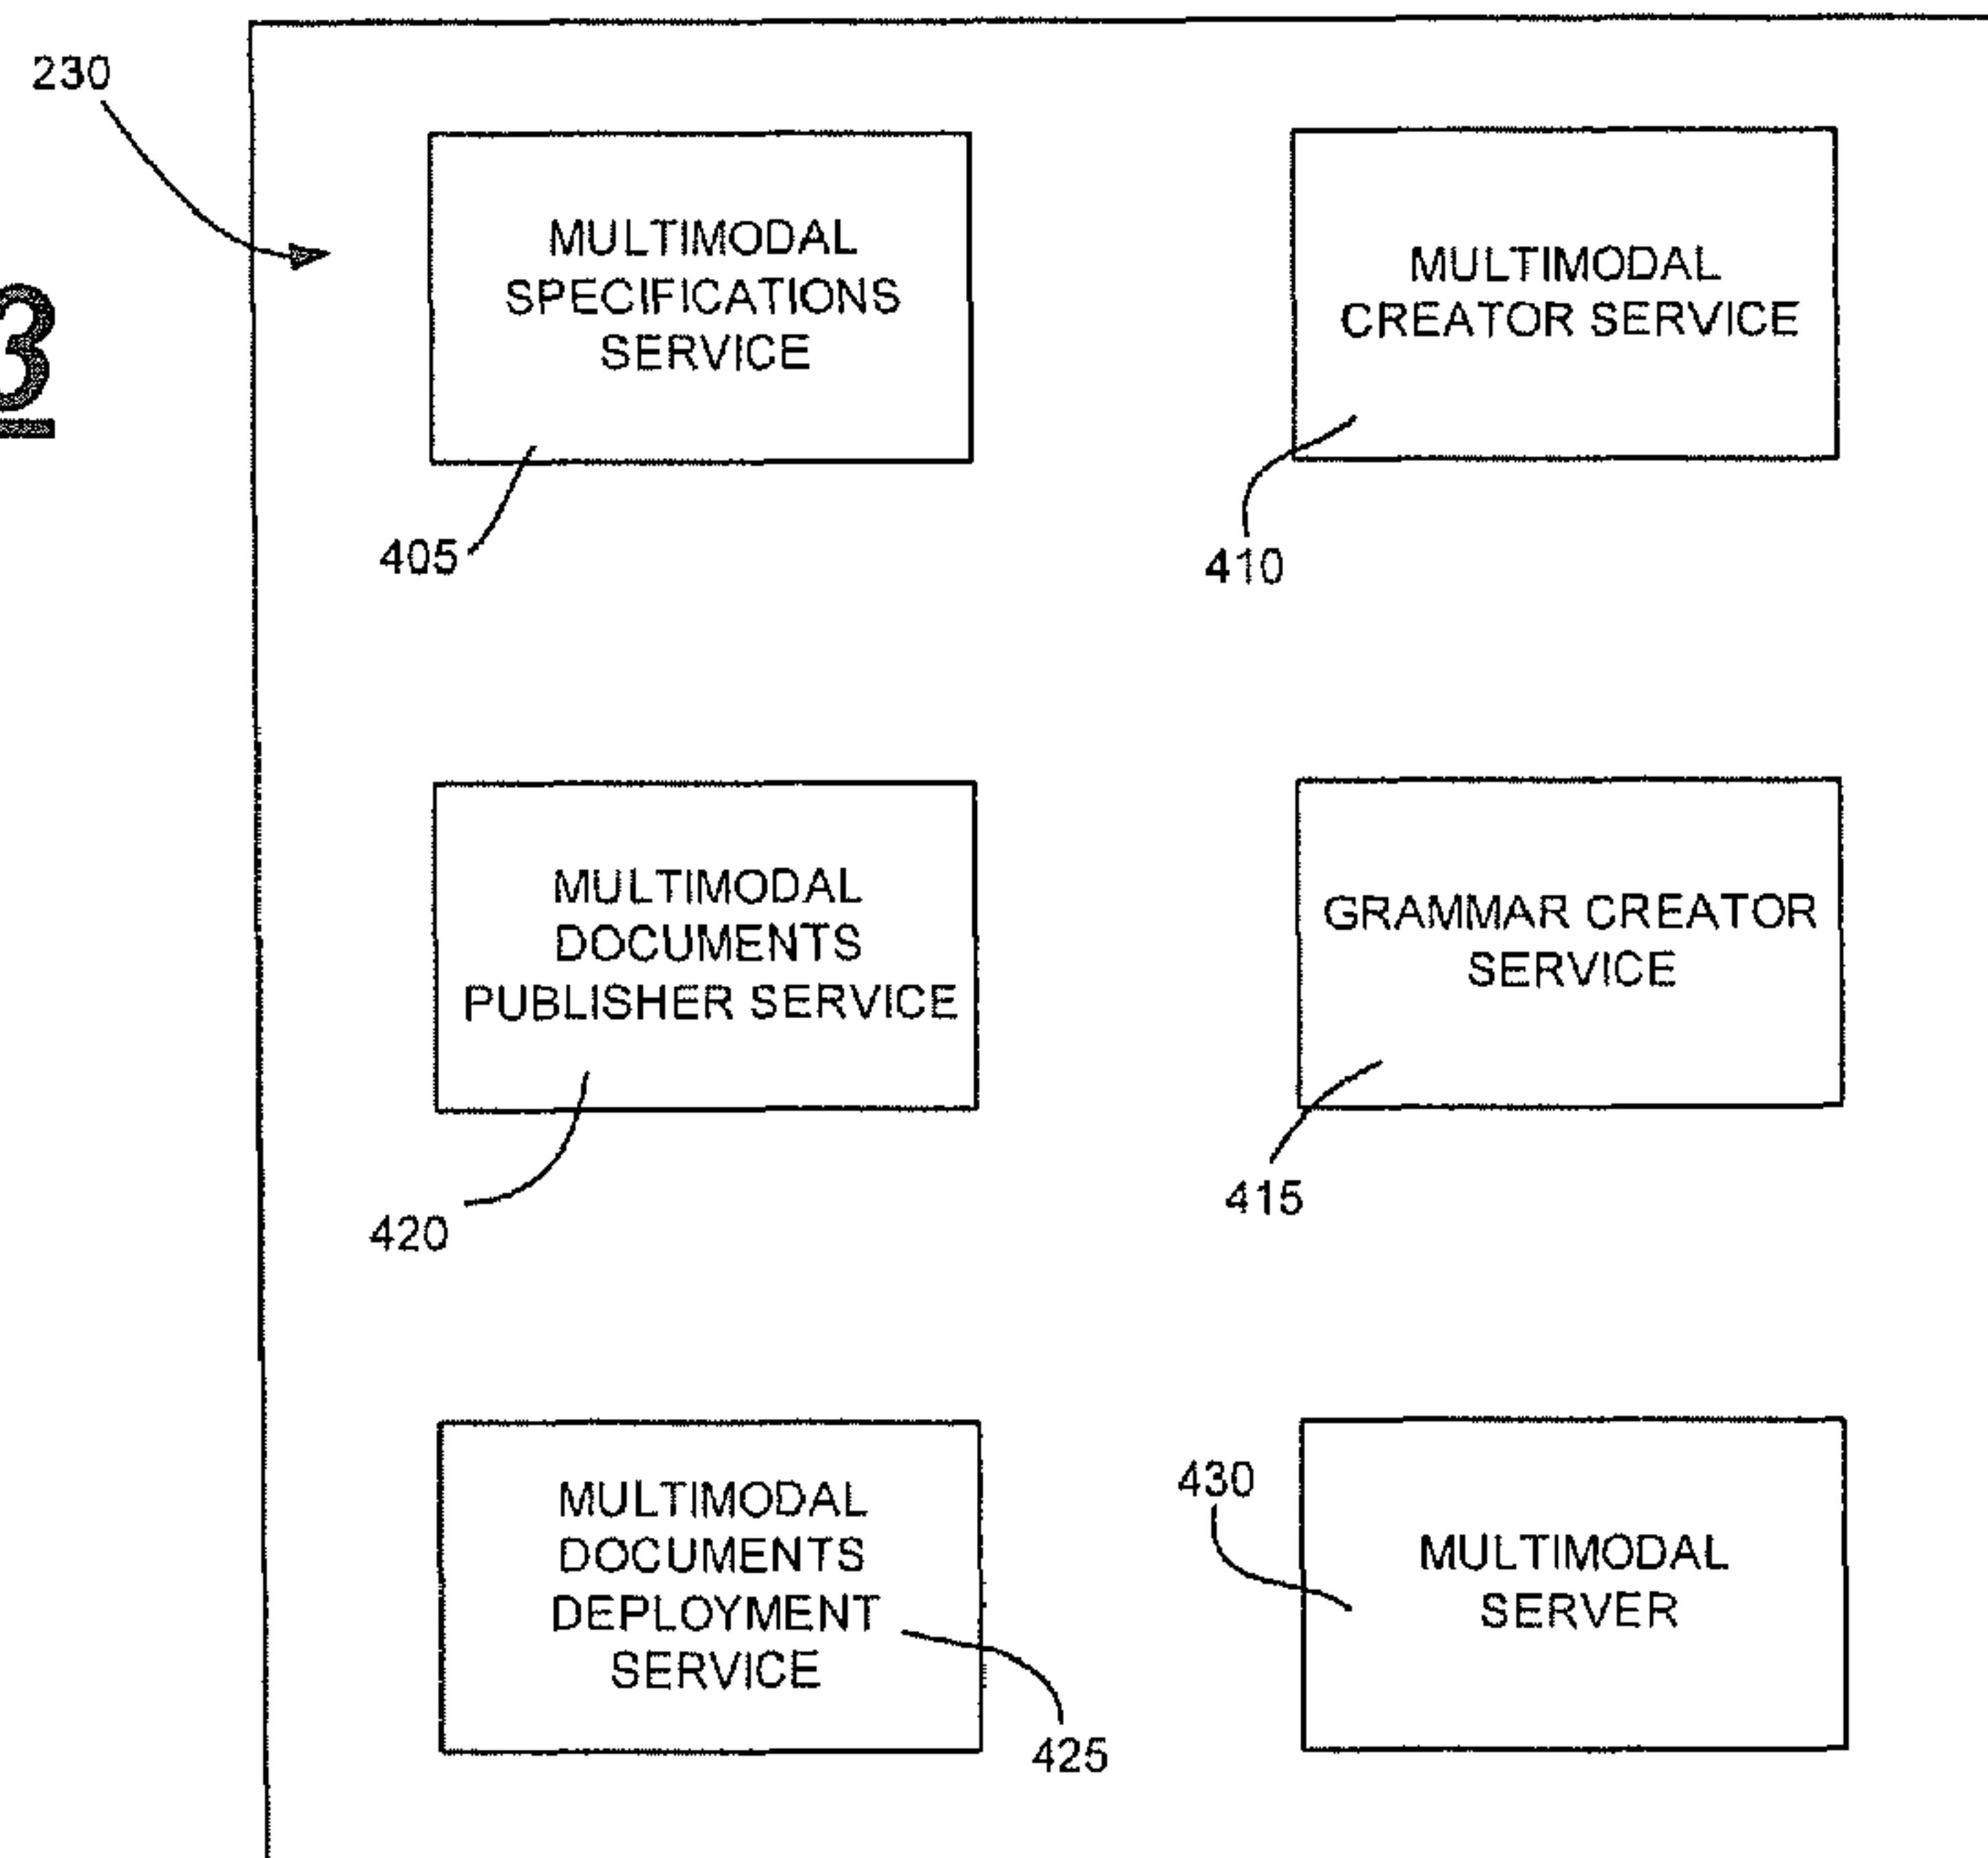 230
3
MULTIMODAL
SPECIFICATIONS
SERVICE
405
MULTIMODAL
CREATOR SERVICE
410
MULTIMODAL
DOCUMENTS
PUBLISHER SERVICE
420
GRAMMAR CREATOR
SERVICE
415
MULTIMODAL
DOCUMENTS
DEPLOYMENT
SERVICE
425
430
MULTIMODAL
SERVER